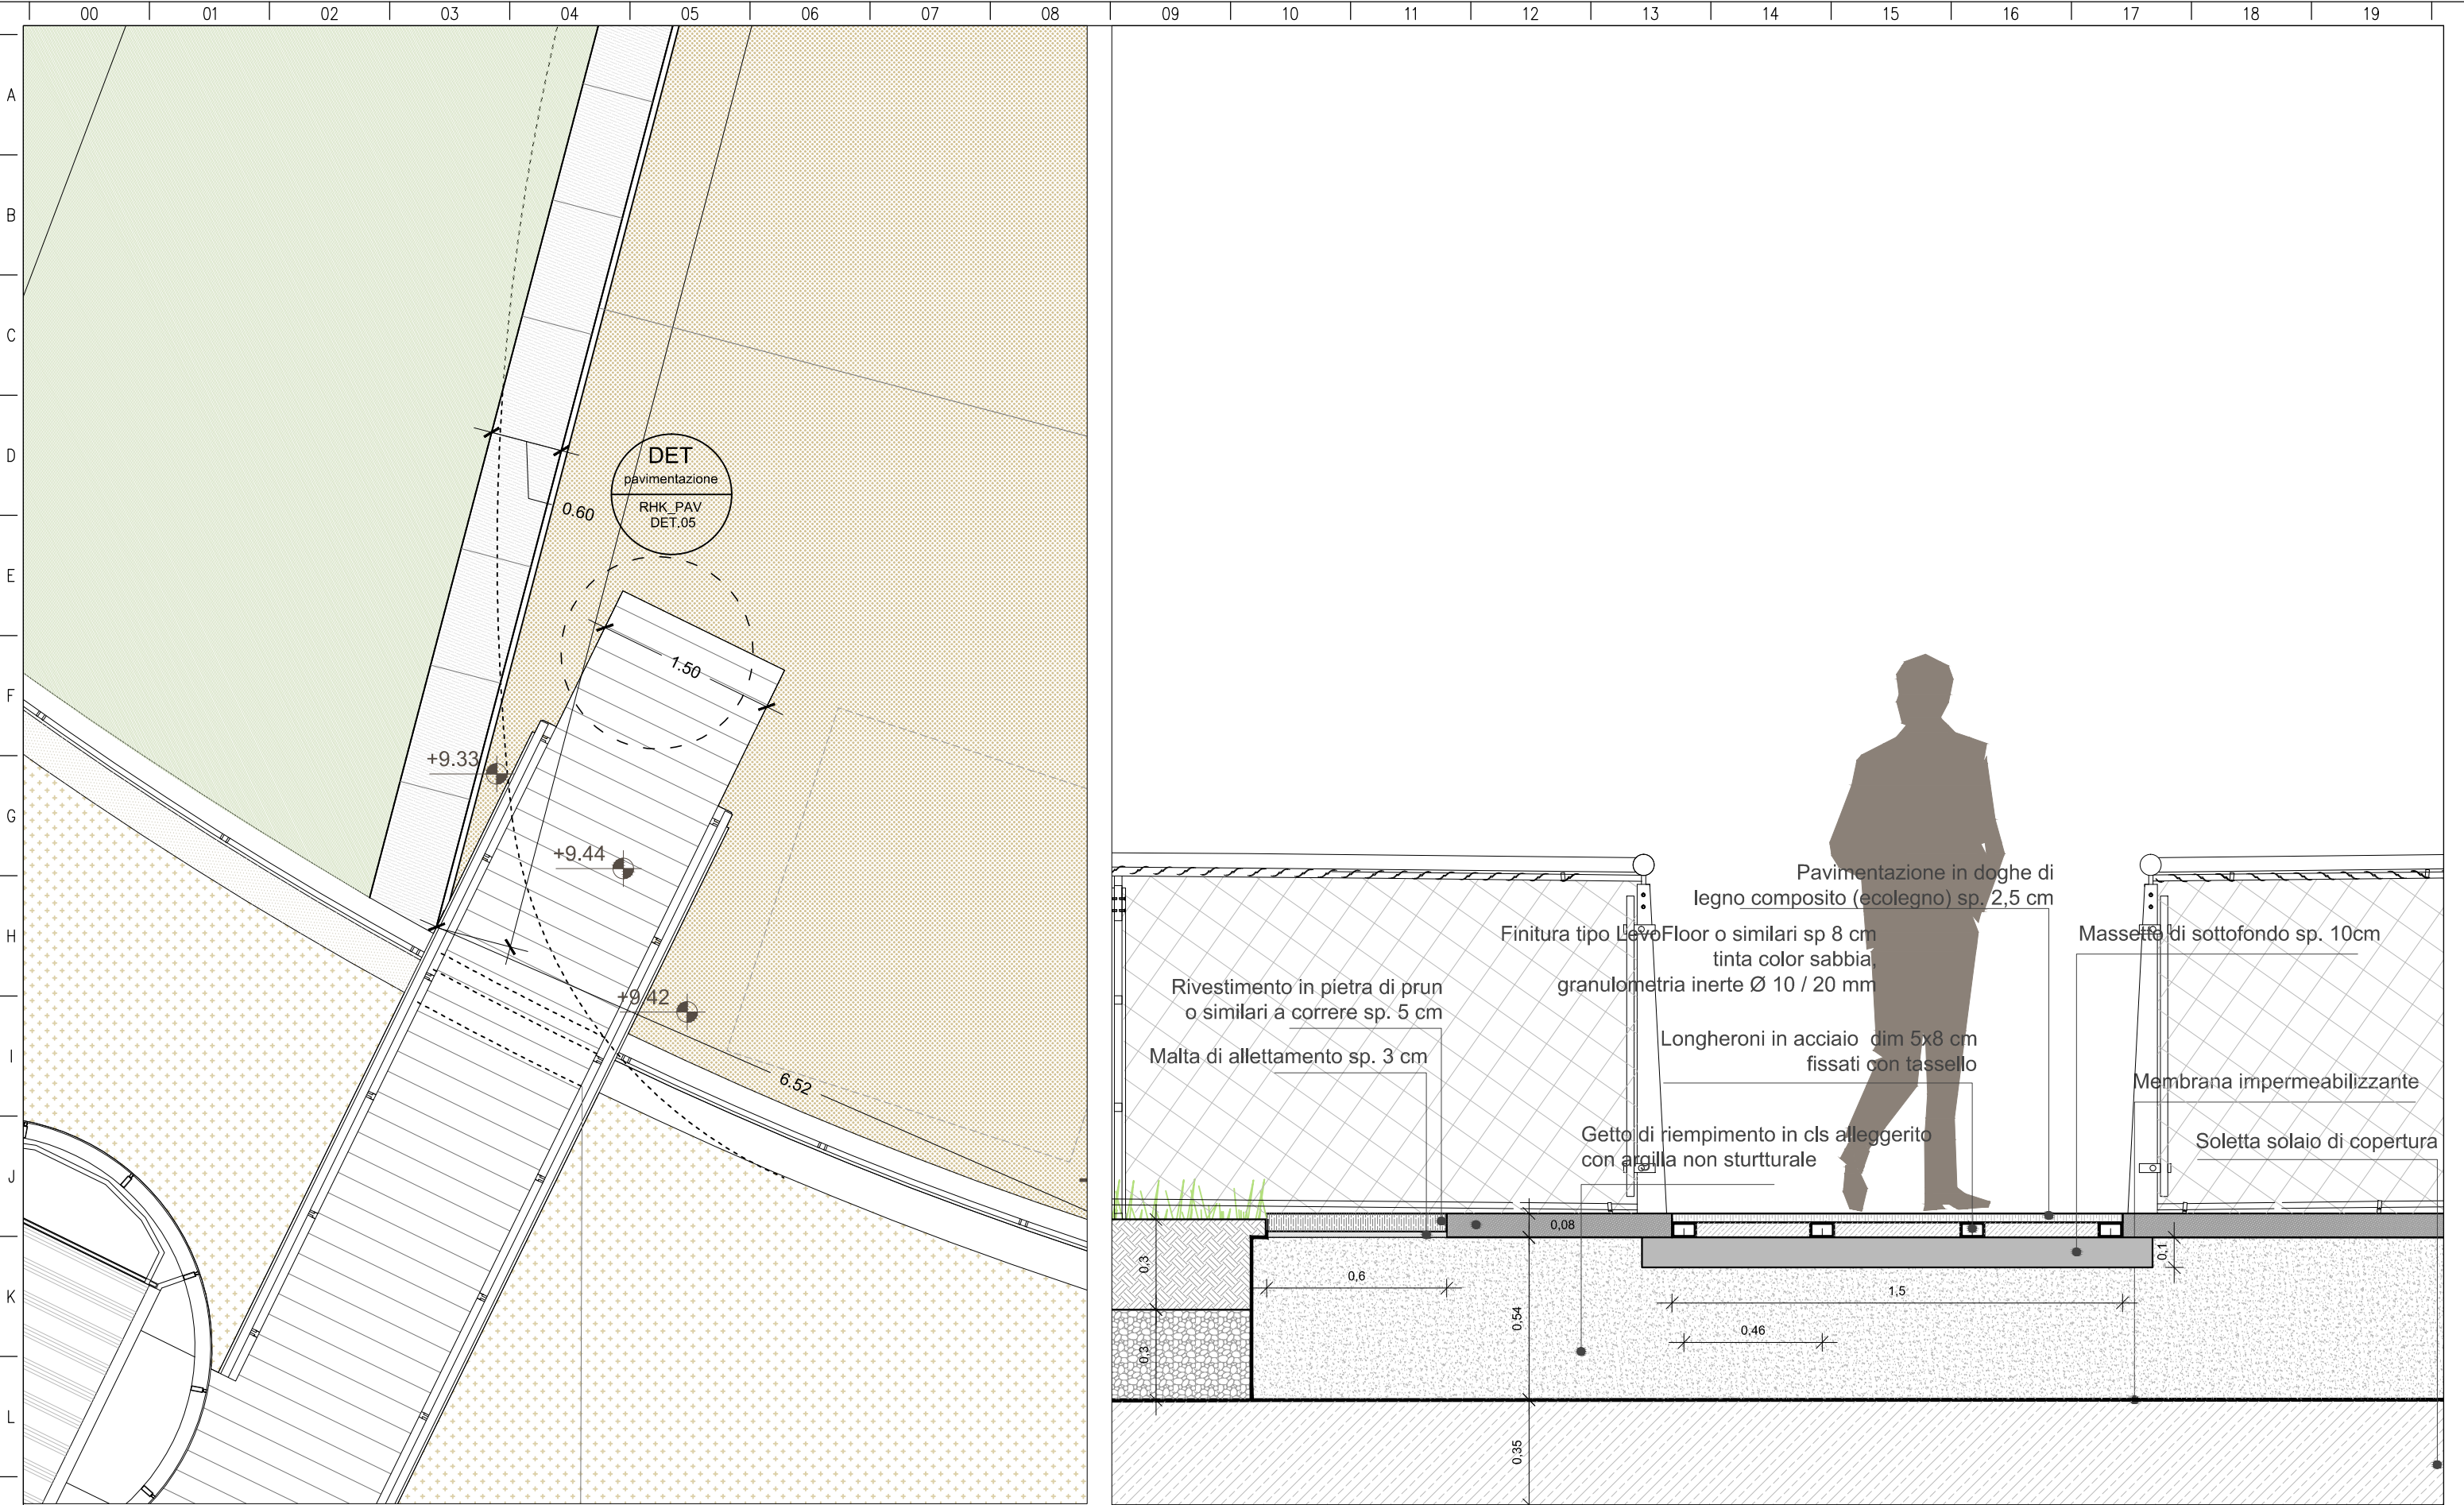 00 01 02 03 04 05 06 07 08 09 10 11 12 13 14 15 16 17 18 19
A
B
C
D
E
F
G
H
I
J
K
L
DET
pavimentazione
RHK_PAV
DET.05
0.60
1.50
+9.33
+9.44
+9.42
6.52
Pavimentazione in doghe di
legno composito (ecolegno) sp. 2,5 cm
Finitura tipo LevoFloor o similari sp 8 cm
tinta color sabbia,
granulometria inerte Ø 10 / 20 mm
Massetto di sottofondo sp. 10cm
Rivestimento in pietra di prun
o similari a correre sp. 5 cm
Malta di allettamento sp. 3 cm
Longheroni in acciaio dim 5x8 cm
fissati con tassello
Membrana impermeabilizzante
Getto di riempimento in cls alleggerito
con argilla non sturtturale
Soletta solaio di copertura
0,08
0,1
0,3
0,6
1,5
0,54
0,46
0,3
0,35